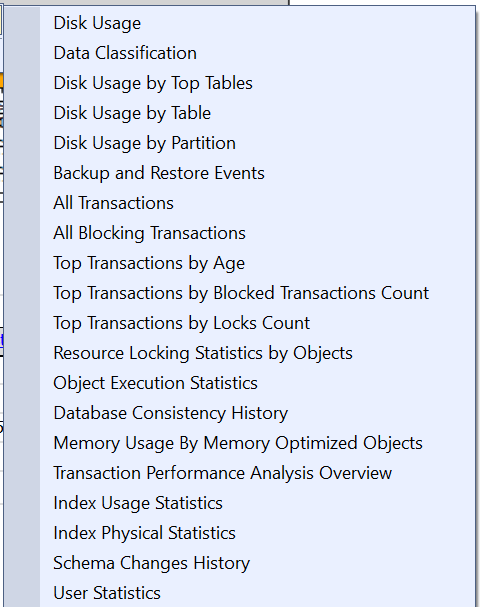 Disk Usage
Data Classification
Disk Usage by Top Tables
Disk Usage by Table
Disk Usage by Partition
Backup and Restore Events
All Transactions
All Blocking Transactions
Top Transactions by Age
Top Transactions by Blocked Transactions Count
Top Transactions by Locks Count
Resource Locking Statistics by Objects
Object Execution Statistics
Database Consistency History
Memory Usage By Memory Optimized Objects
Transaction Performance Analysis Overview
Index Usage Statistics
Index Physical Statistics
Schema Changes History
User Statistics